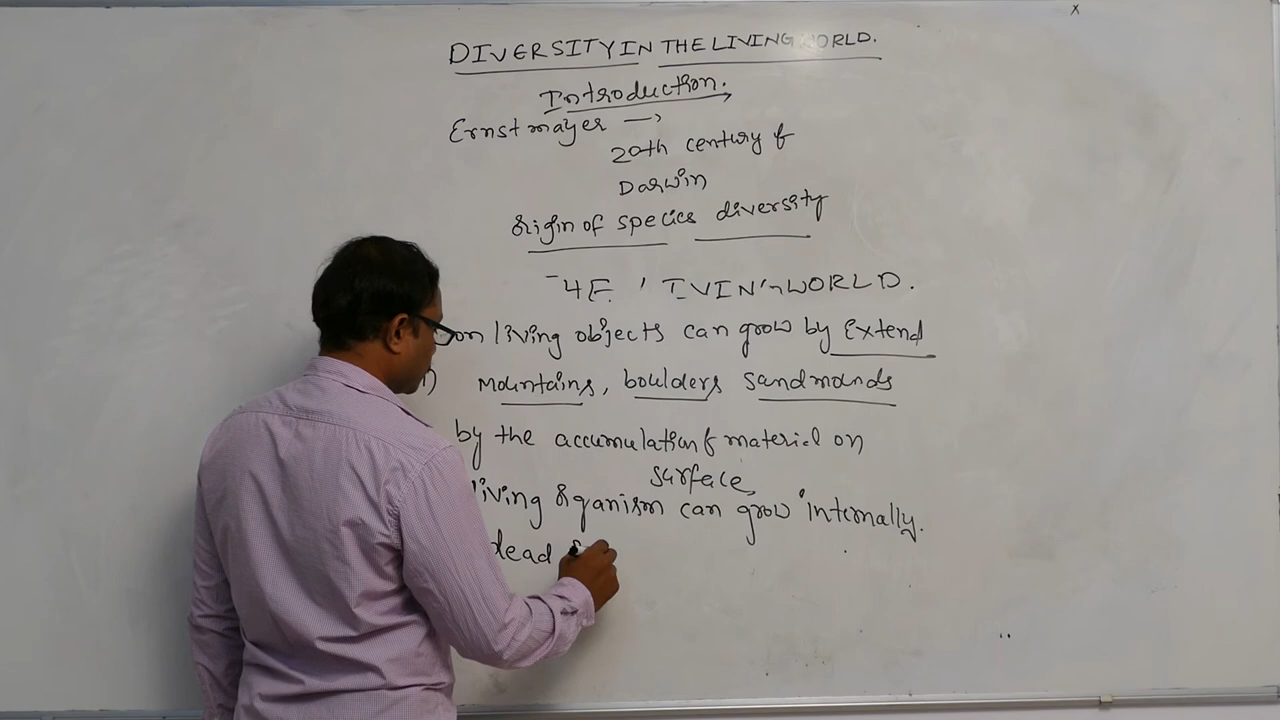 x
DIVERSITY IN THE LIVING WORLD.
Introduction.
Ernst mayer →
20th century of
Darwin
origin of species diversity
WORLD.
living objects can grow by Extend
mountains, boulders sandmounds
by the accumulation of material on
surface,
living organism can grow internally.
dead